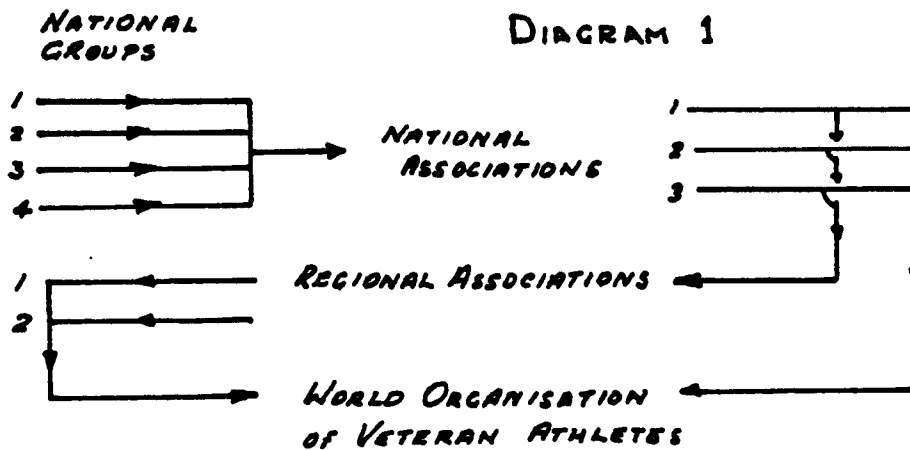 NATIONAL
GROUPS
DIAGRAM 1
1
2
3
4
NATIONAL
ASSOCIATIONS
1
2
3
1
2
REGIONAL ASSOCIATIONS
WORLD ORGANISATION
OF VETERAN ATHLETES